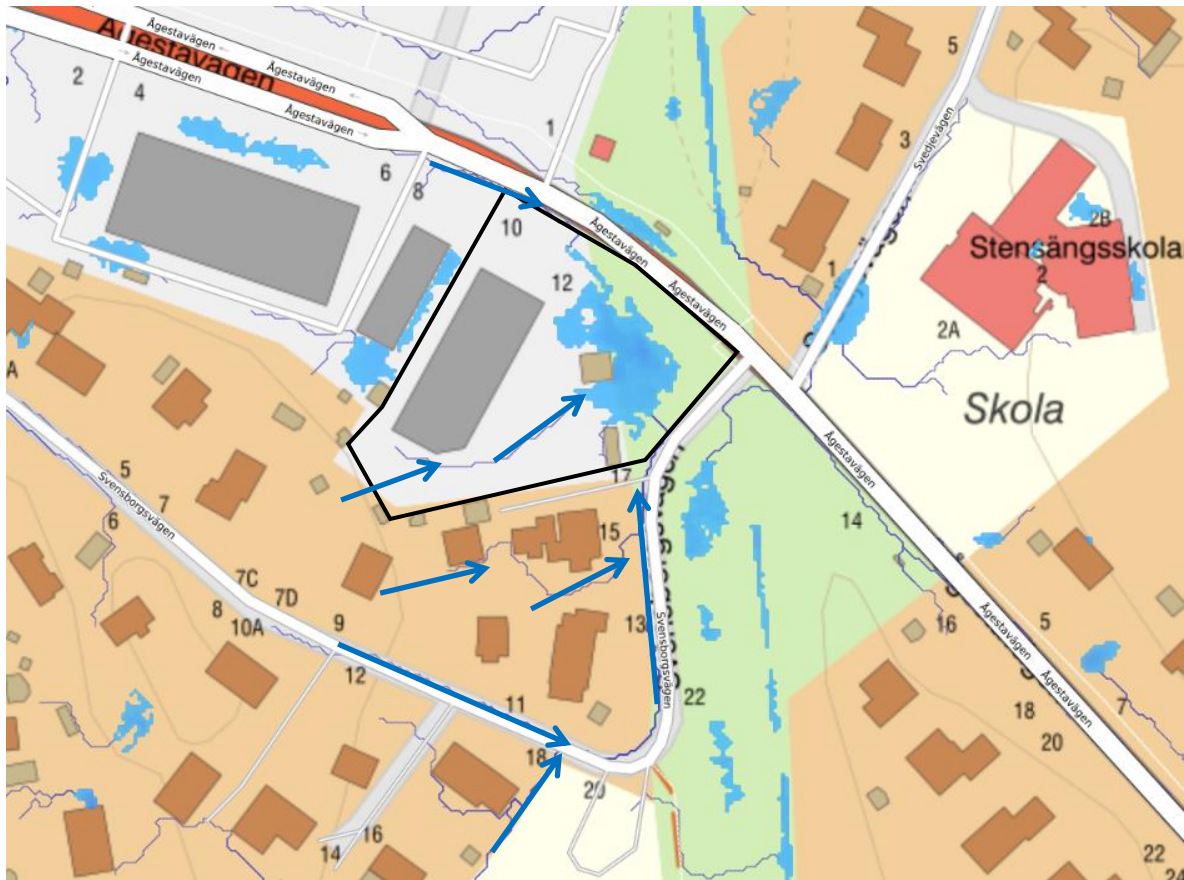 Ågestavägen ←
Ågestavägen
→ Ågestavägen
Ågestavägen ←
Ågestavägen →
2
4
6
8
1
10
12
5
3
1
Svedjevägen
2B
Stensängsskola
2
2A
Skola
Ågestavägen
Ågestavägen
Ågestavägen
A
5
7
Svensborgsvägen
6
7C
7D
8
10A
9
12
11
13
15
17
Svensborgsvägen
14
16
5
Ågestavägen
Ågestavägen
7
18
20
22
18
20
16
14
22
24